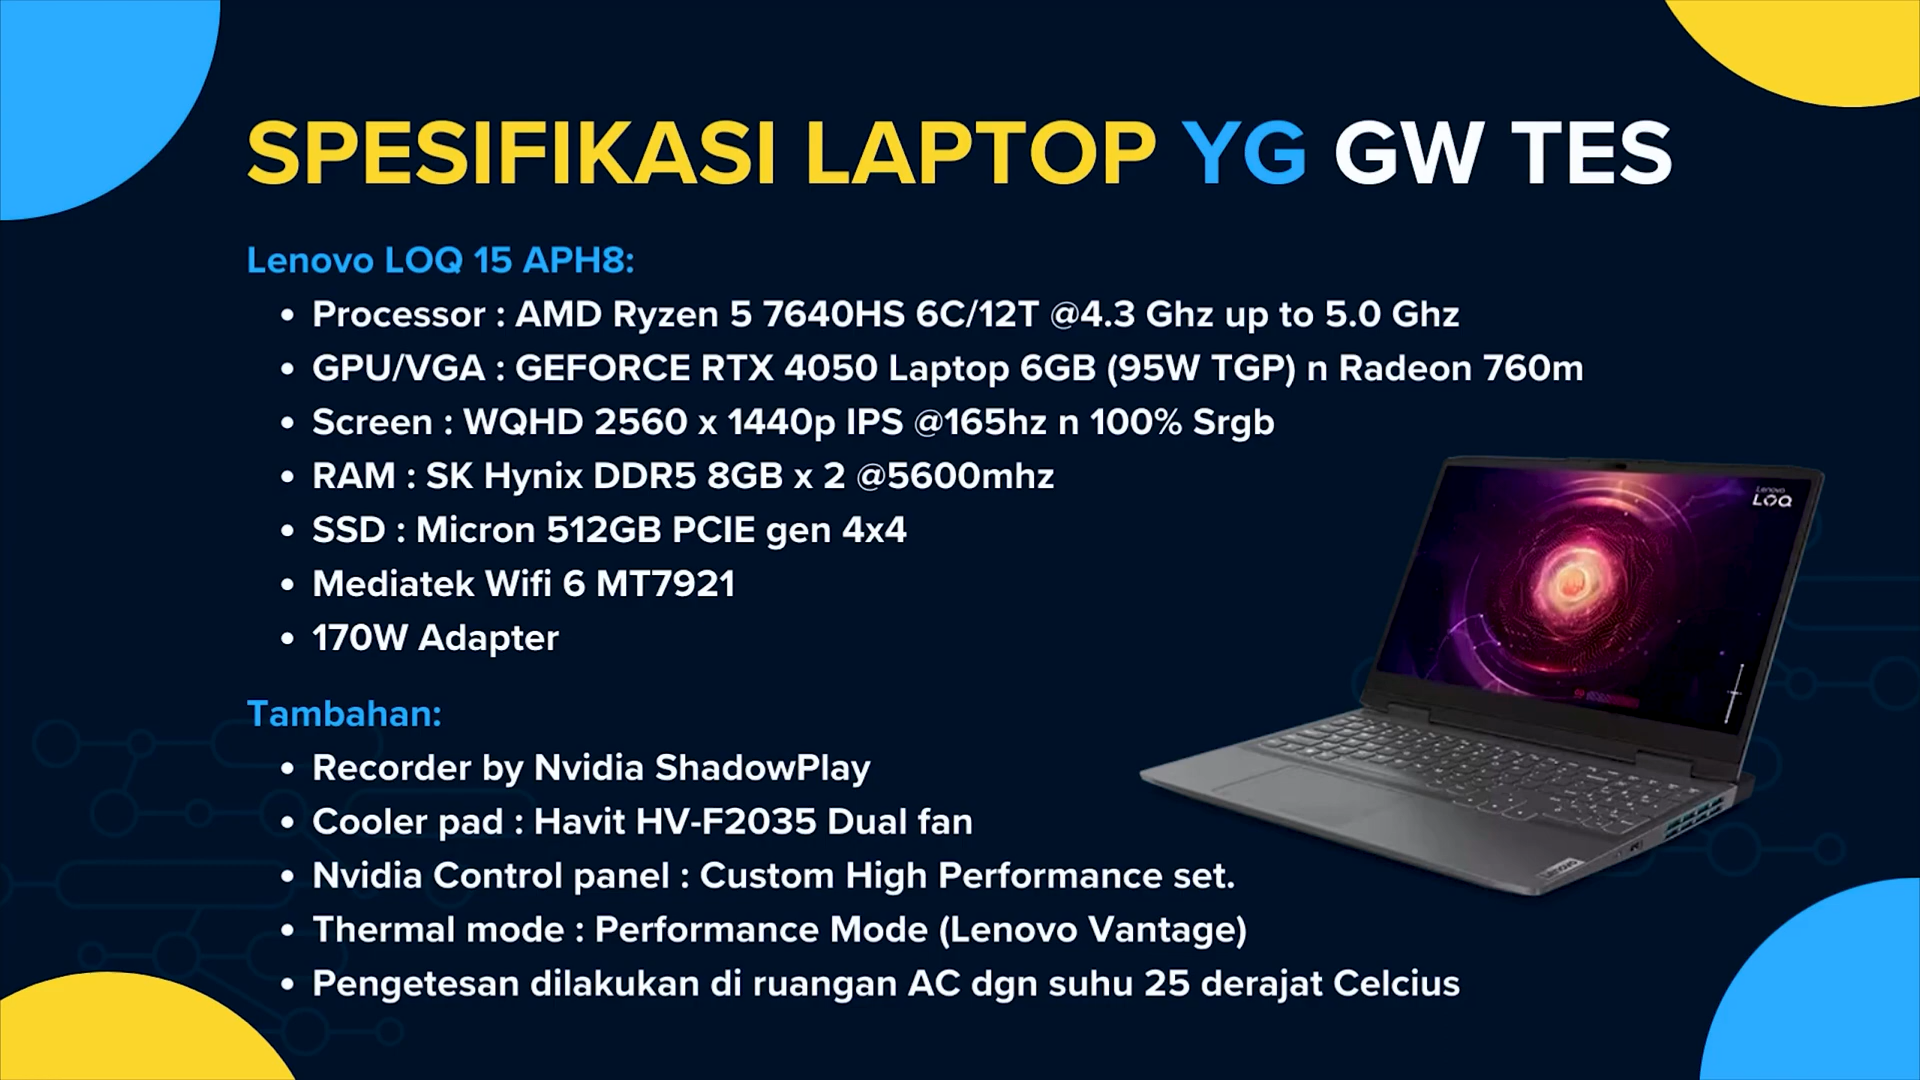 SPESIFIKASI LAPTOP YG GW TES
Lenovo LOQ 15 APH8:
• Processor : AMD Ryzen 5 7640HS 6C/12T @4.3 Ghz up to 5.0 Ghz
• GPU/VGA : GEFORCE RTX 4050 Laptop 6GB (95W TGP) n Radeon 760m
• Screen : WQHD 2560 x 1440p IPS @165hz n 100% Srgb
• RAM : SK Hynix DDR5 8GB x 2 @5600mhz
• SSD : Micron 512GB PCIE gen 4x4
• Mediatek Wifi 6 MT7921
• 170W Adapter
Lenovo
LOQ
Tambahan:
• Recorder by Nvidia ShadowPlay
• Cooler pad : Havit HV-F2035 Dual fan
• Nvidia Control panel : Custom High Performance set.
• Thermal mode : Performance Mode (Lenovo Vantage)
• Pengetesan dilakukan di ruangan AC dgn suhu 25 derajat Celcius
Lenovo